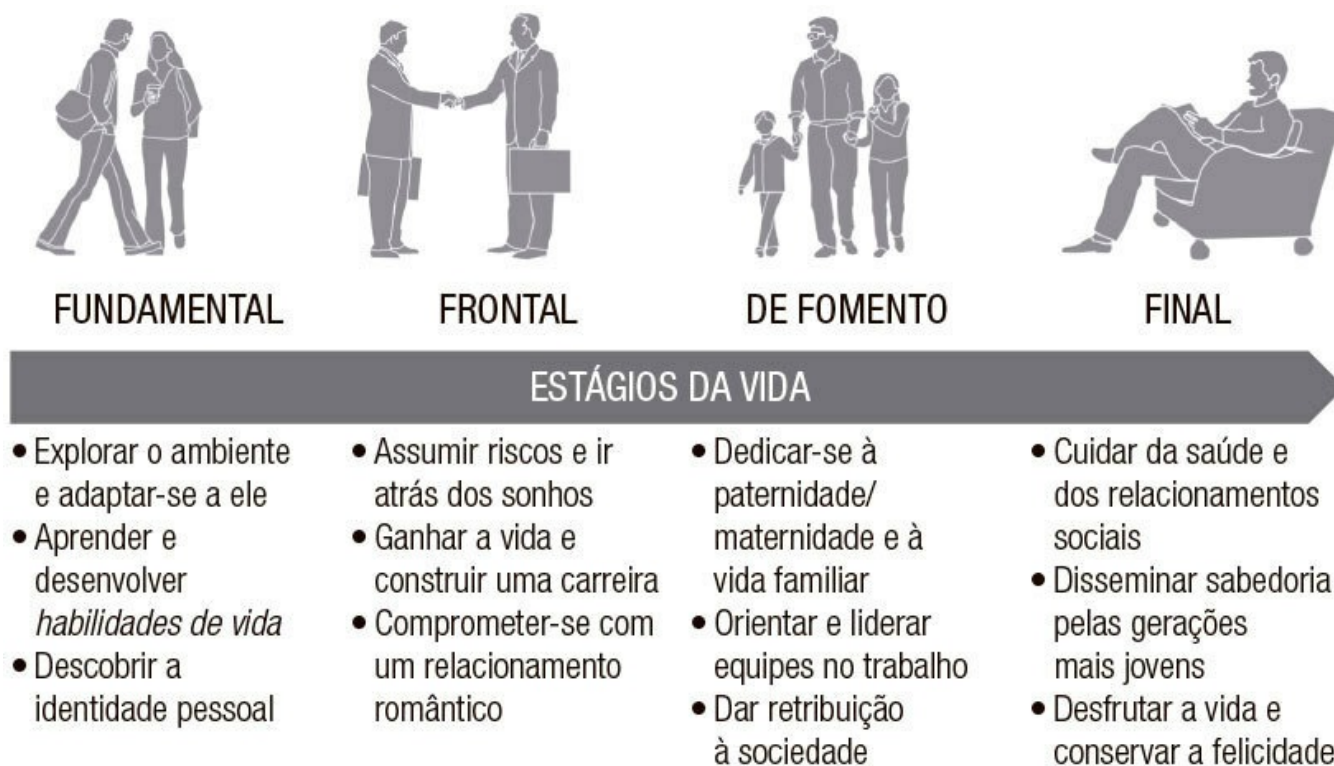 FUNDAMENTAL
FRONTAL
DE FOMENTO
FINAL
ESTÁGIOS DA VIDA
• Explorar o ambiente
e adaptar-se a ele
• Aprender e
desenvolver
habilidades de vida
• Descobrir a
identidade pessoal
• Assumir riscos e ir
atrás dos sonhos
• Ganhar a vida e
construir uma carreira
• Comprometer-se com
um relacionamento
romântico
• Dedicar-se à
paternidade/
maternidade e à
vida familiar
• Orientar e liderar
equipes no trabalho
• Dar retribuição
à sociedade
• Cuidar da saúde e
dos relacionamentos
sociais
• Disseminar sabedoria
pelas gerações
mais jovens
• Desfrutar a vida e
conservar a felicidade